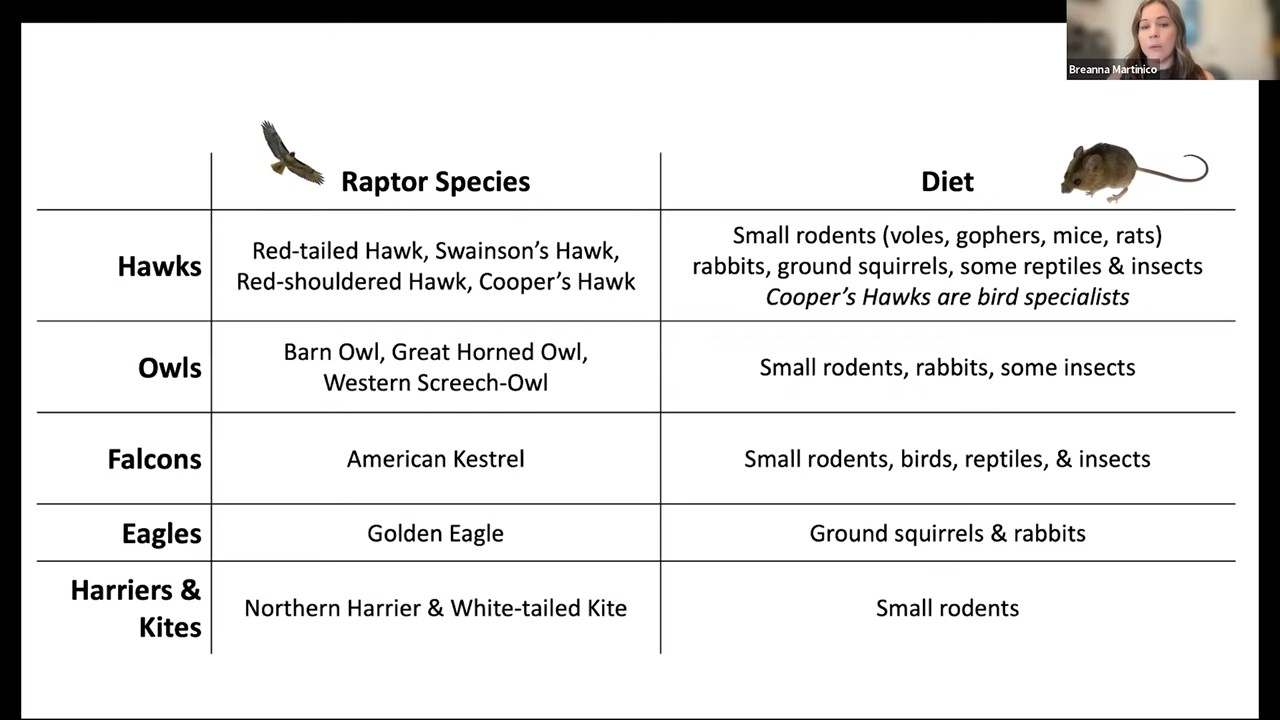 Breanna Martinico
Raptor Species
Diet
Hawks
Red-tailed Hawk, Swainson’s Hawk,
Red-shouldered Hawk, Cooper’s Hawk
Small rodents (voles, gophers, mice, rats)
rabbits, ground squirrels, some reptiles & insects
Cooper’s Hawks are bird specialists
Owls
Barn Owl, Great Horned Owl,
Western Screech-Owl
Small rodents, rabbits, some insects
Falcons
American Kestrel
Small rodents, birds, reptiles, & insects
Eagles
Golden Eagle
Ground squirrels & rabbits
Harriers &
Kites
Northern Harrier & White-tailed Kite
Small rodents